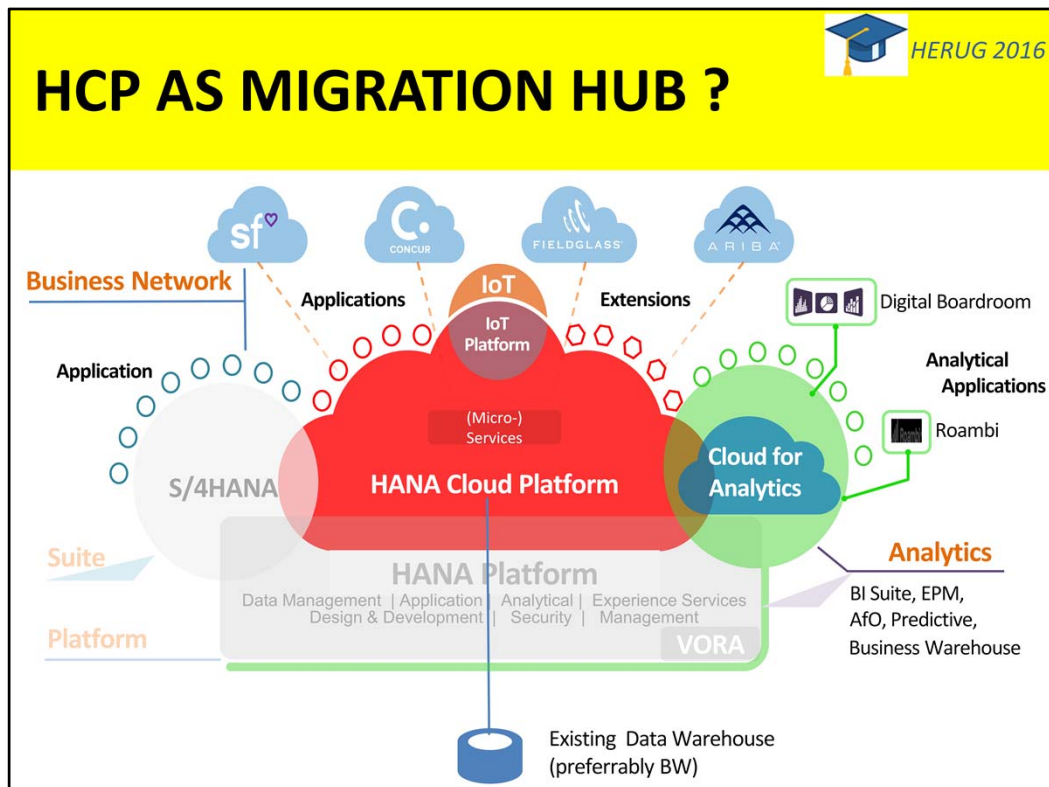 HERUG 2016
HCP AS MIGRATION HUB ?
sf
C.
CONCUR
FIELDGLASS
ARIBA
Business Network
Applications
IoT
Extensions
IoT
Platform
Digital Boardroom
Application
Analytical
Applications
(Micro-)
Services
Roambi
Roambi
S/4HANA
HANA Cloud Platform
Cloud for
Analytics
Suite
HANA Platform
Data Management | Application | Analytical | Experience Services
Design & Development | Security | Management
Platform
VORA
Analytics
BI Suite, EPM,
AfO, Predictive,
Business Warehouse
Existing Data Warehouse
(preferrably BW)